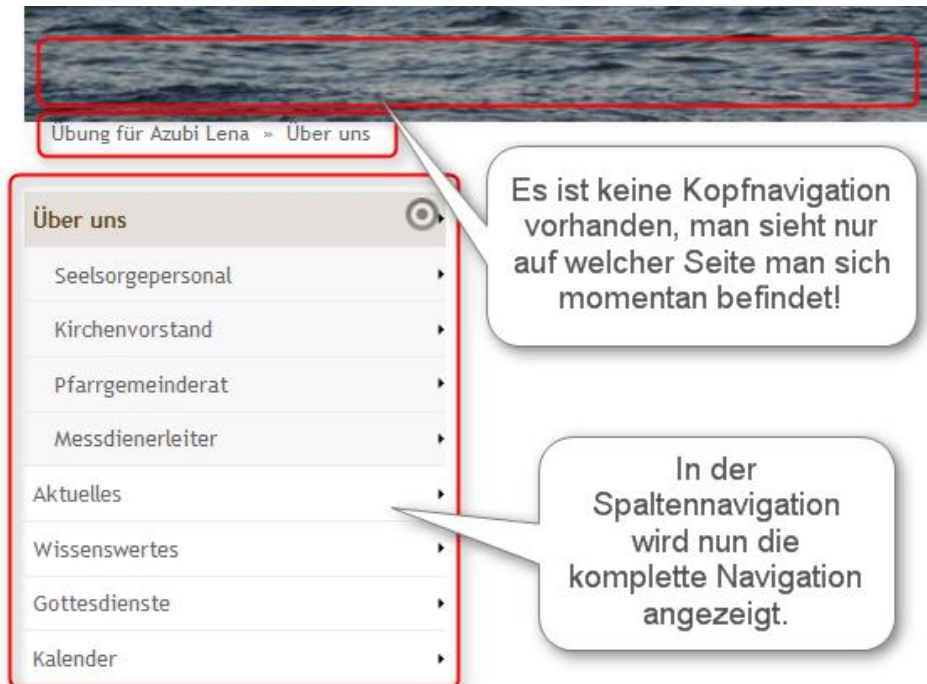 Übung für Azubi Lena » Über uns
Es ist keine Kopfnavigation
vorhanden, man sieht nur
auf welcher Seite man sich
momentan befindet!
Über uns
Seelsorgepersonal
Kirchenvorstand
Pfarrgemeinderat
Messdienerleiter
Aktuelles
Wissenswertes
Gottesdienste
Kalender
In der
Spaltennavigation
wird nun die
komplette Navigation
angezeigt.